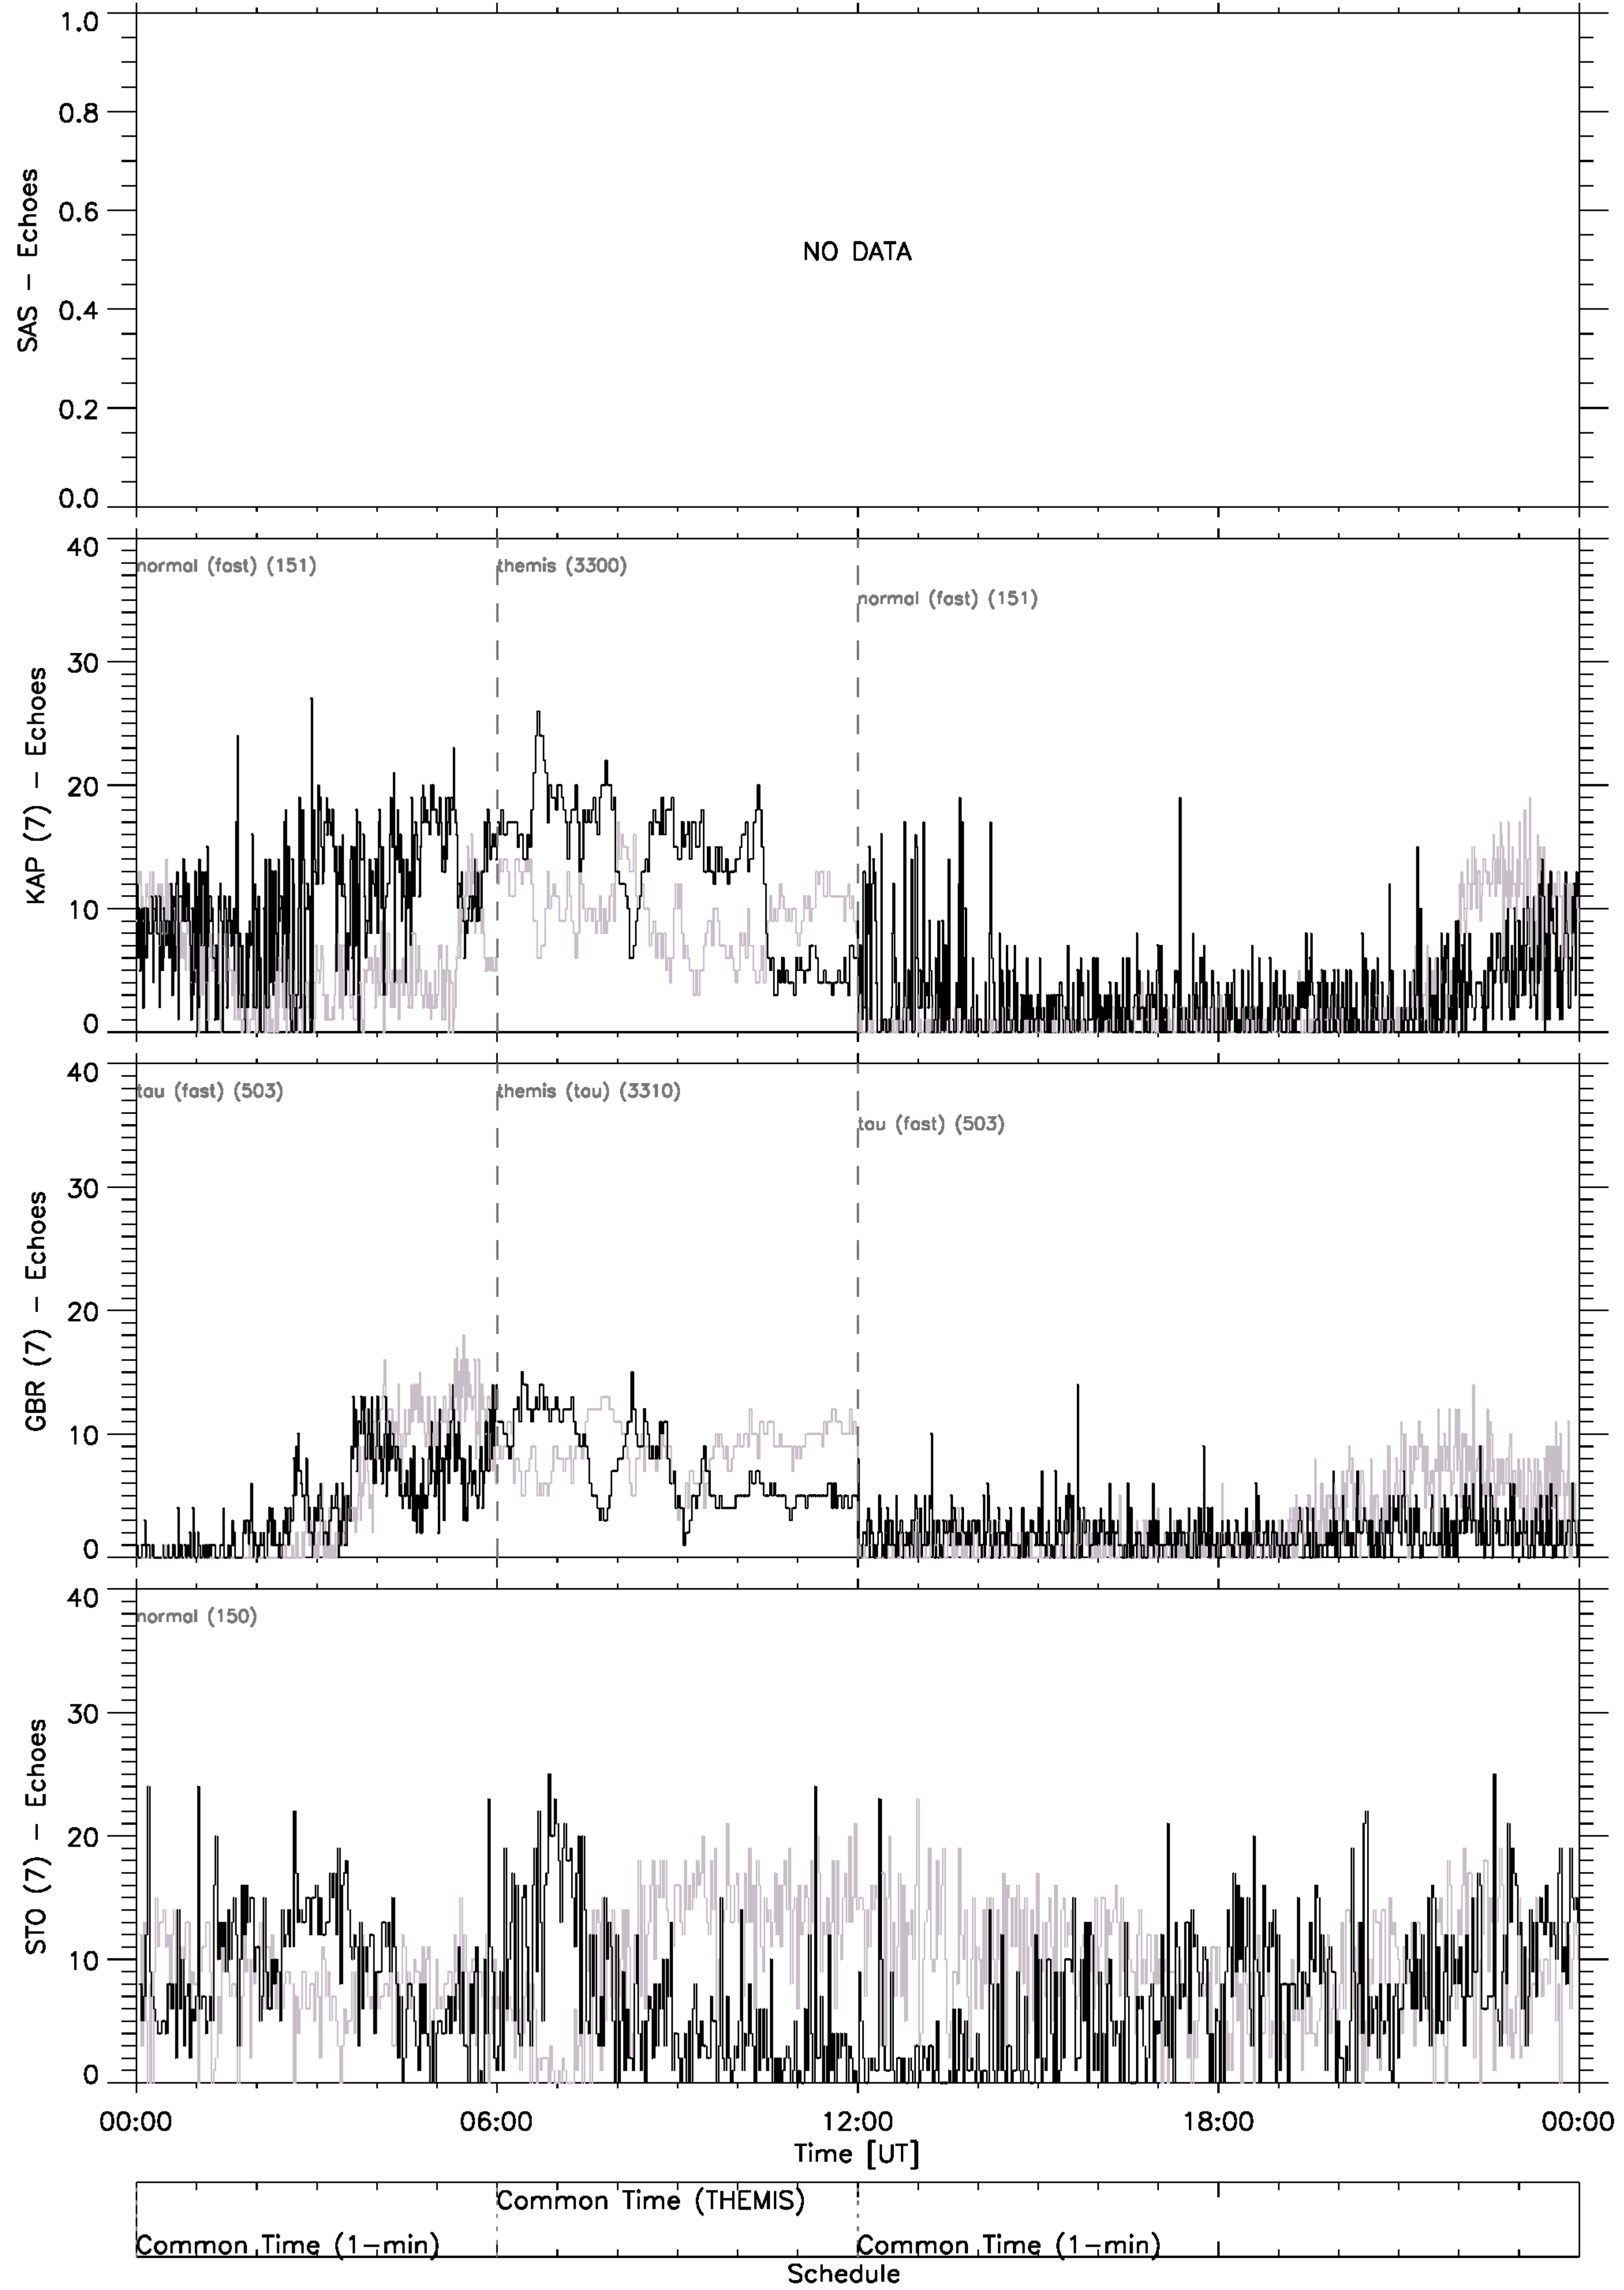 SAS – Echoes
1.0
0.8
0.6
0.4
0.2
0.0
NO DATA
KAP (7) – Echoes
40
30
20
10
0
normal (fast) (151)
themis (3300)
normal (fast) (151)
GBR (7) – Echoes
40
30
20
10
0
tau (fast) (503)
themis (tau) (3310)
tau (fast) (503)
STO (7) – Echoes
40
30
20
10
0
normal (150)
00:00 06:00 12:00 18:00 00:00
Time [UT]
Common Time (THEMIS)
Common Time (1–min) Common Time (1–min)
Schedule